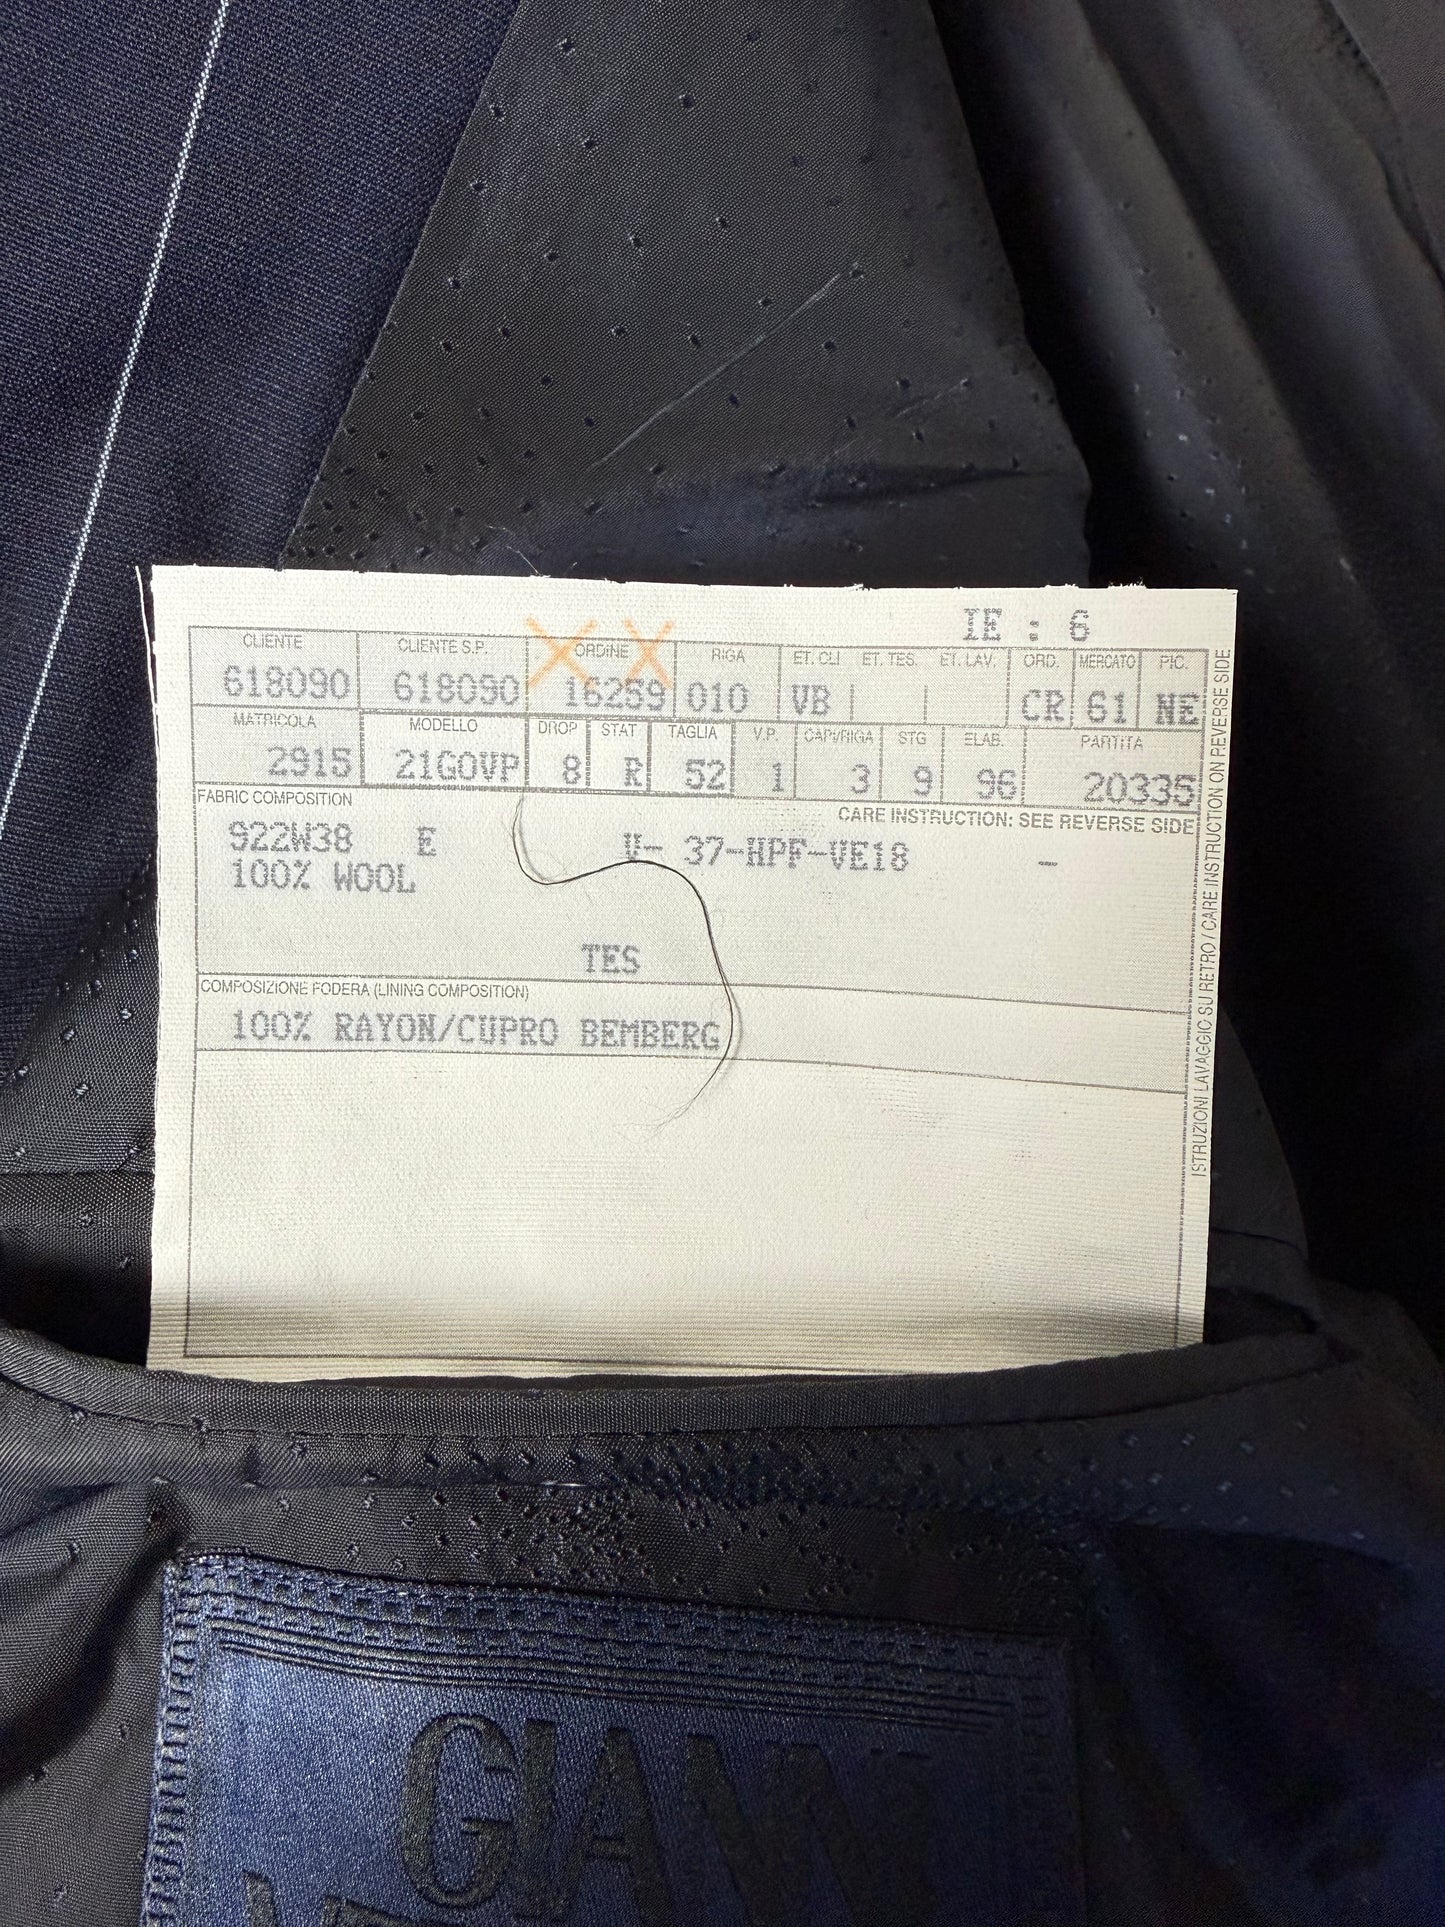 IE : 6
CLIENTE CLIENTE S.P. ORDINE RIGA ET. CLI ET. TES. ET. LAV. ORD. MERCATO PIC.
618090 618090 16259 010 VB CR 61 NE
MATRICOLA MODELLO DROP STAT TAGLIA V.P. CAPI/RIGA STG ELAB. PARTITA
2915 21GOVP 8 R 52 1 3 9 96 20335
FABRIC COMPOSITION CARE INSTRUCTION: SEE REVERSE SIDE
922W38 E V- 37-HPF-VE18 -
100% WOOL
TES
COMPOSIZIONE FODERA (LINING COMPOSITION)
100% RAYON/CUPRO BEMBERG
ISTRUZIONI LAVAGGIO SU RETRO / CARE INSTRUCTION ON REVERSE SIDE